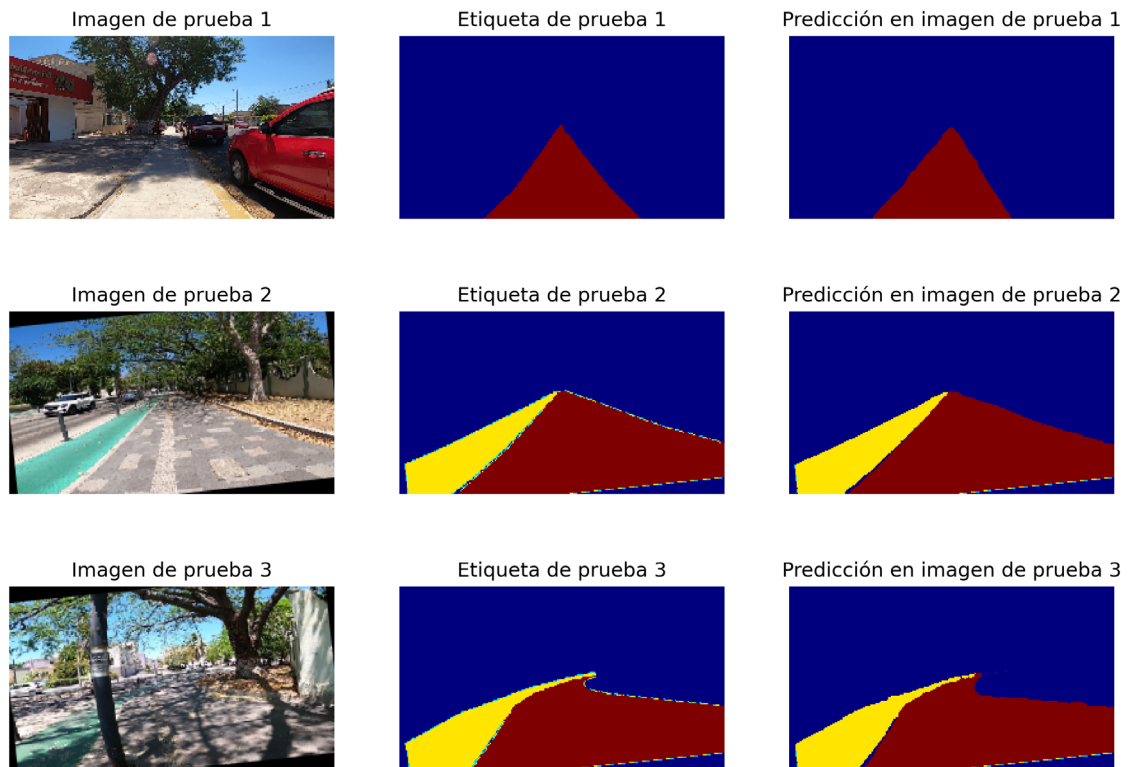 Imagen de prueba 1
Etiqueta de prueba 1
Predicción en imagen de prueba 1
Imagen de prueba 2
Etiqueta de prueba 2
Predicción en imagen de prueba 2
Imagen de prueba 3
Etiqueta de prueba 3
Predicción en imagen de prueba 3